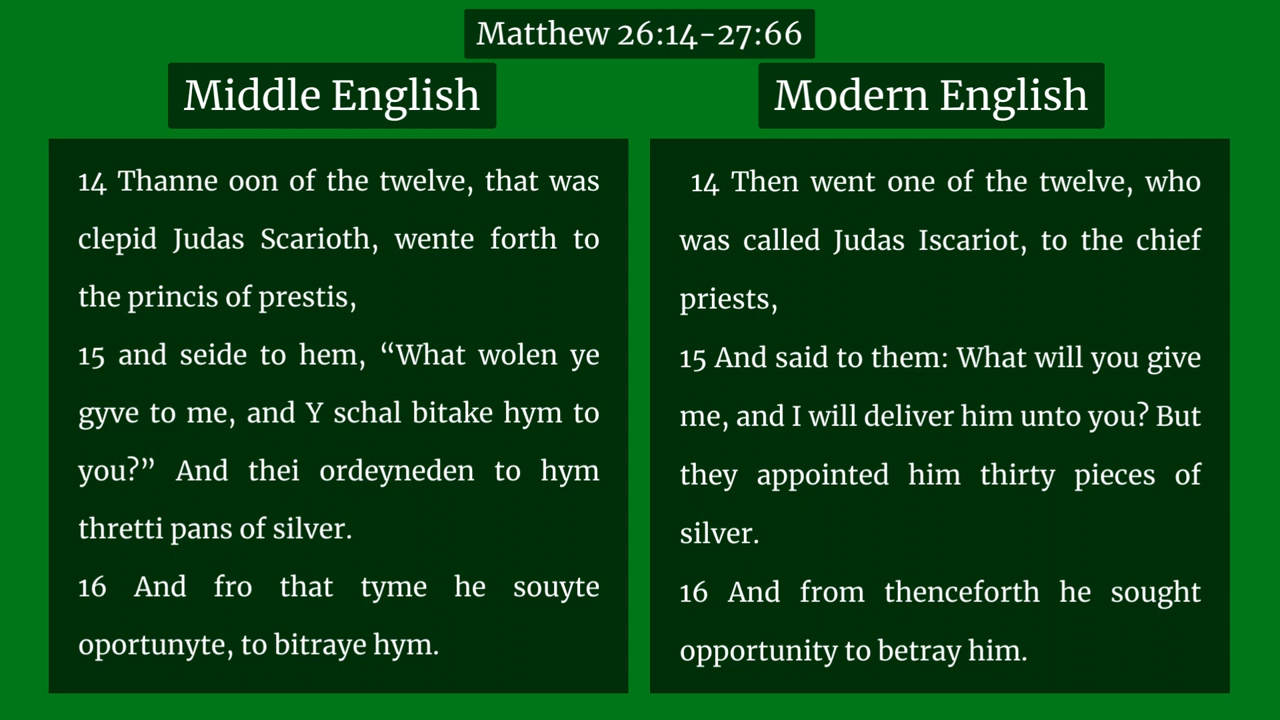 Matthew 26:14-27:66
Middle English
14 Thanne oon of the twelve, that was
clepid Judas Scarioth, wente forth to
the princis of prestis,
15 and seide to hem, “What wolen ye
gyve to me, and Y schal bitake hym to
you?” And thei ordeyneden to hym
thretti pans of silver.
16 And fro that tyme he souyte
oportunyte, to bitraye hym.
Modern English
14 Then went one of the twelve, who
was called Judas Iscariot, to the chief
priests,
15 And said to them: What will you give
me, and I will deliver him unto you? But
they appointed him thirty pieces of
silver.
16 And from thenceforth he sought
opportunity to betray him.